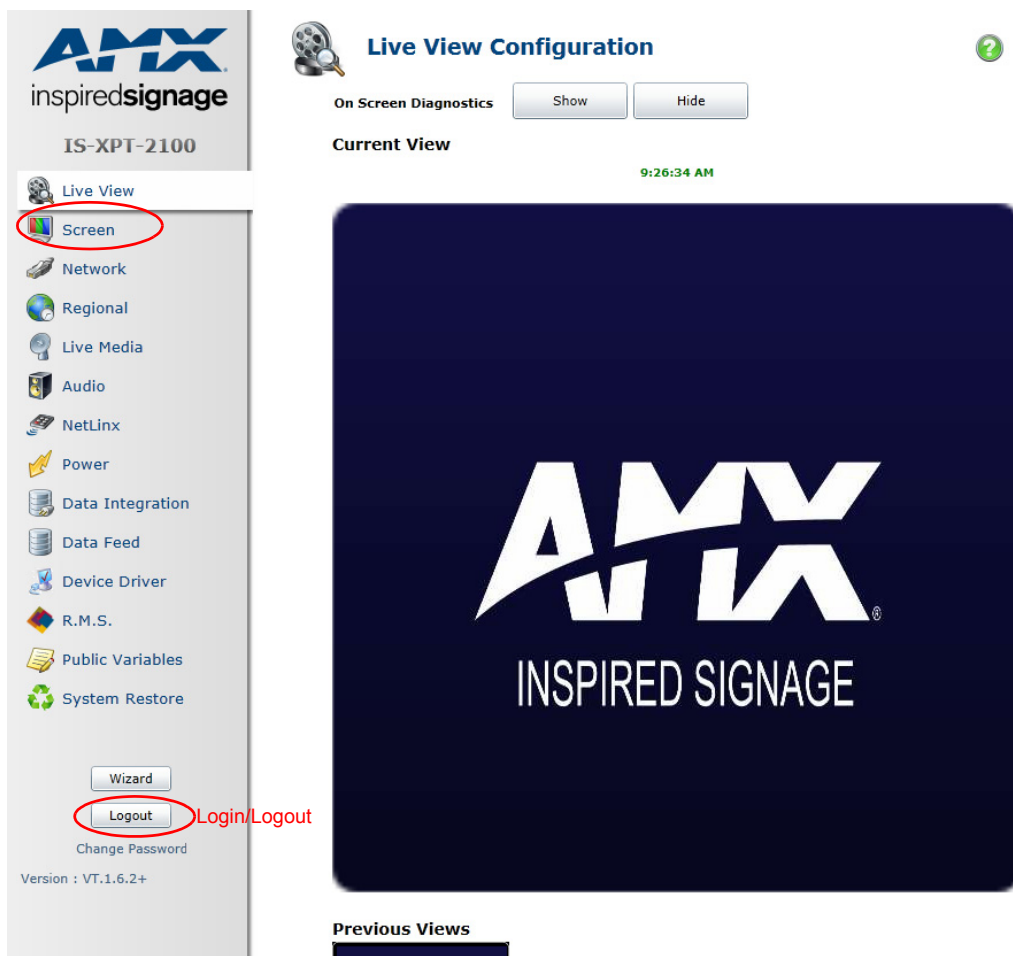 AMX
inspiredsignage
IS-XPT-2100
Live View
Screen
Network
Regional
Live Media
Audio
NetLinx
Power
Data Integration
Data Feed
Device Driver
R.M.S.
Public Variables
System Restore
Wizard
Logout
Login/Logout
Change Password
Version : VT.1.6.2+
Live View Configuration
?
On Screen Diagnostics
Show
Hide
Current View
9:26:34 AM
AMX®
INSPIRED SIGNAGE
Previous Views